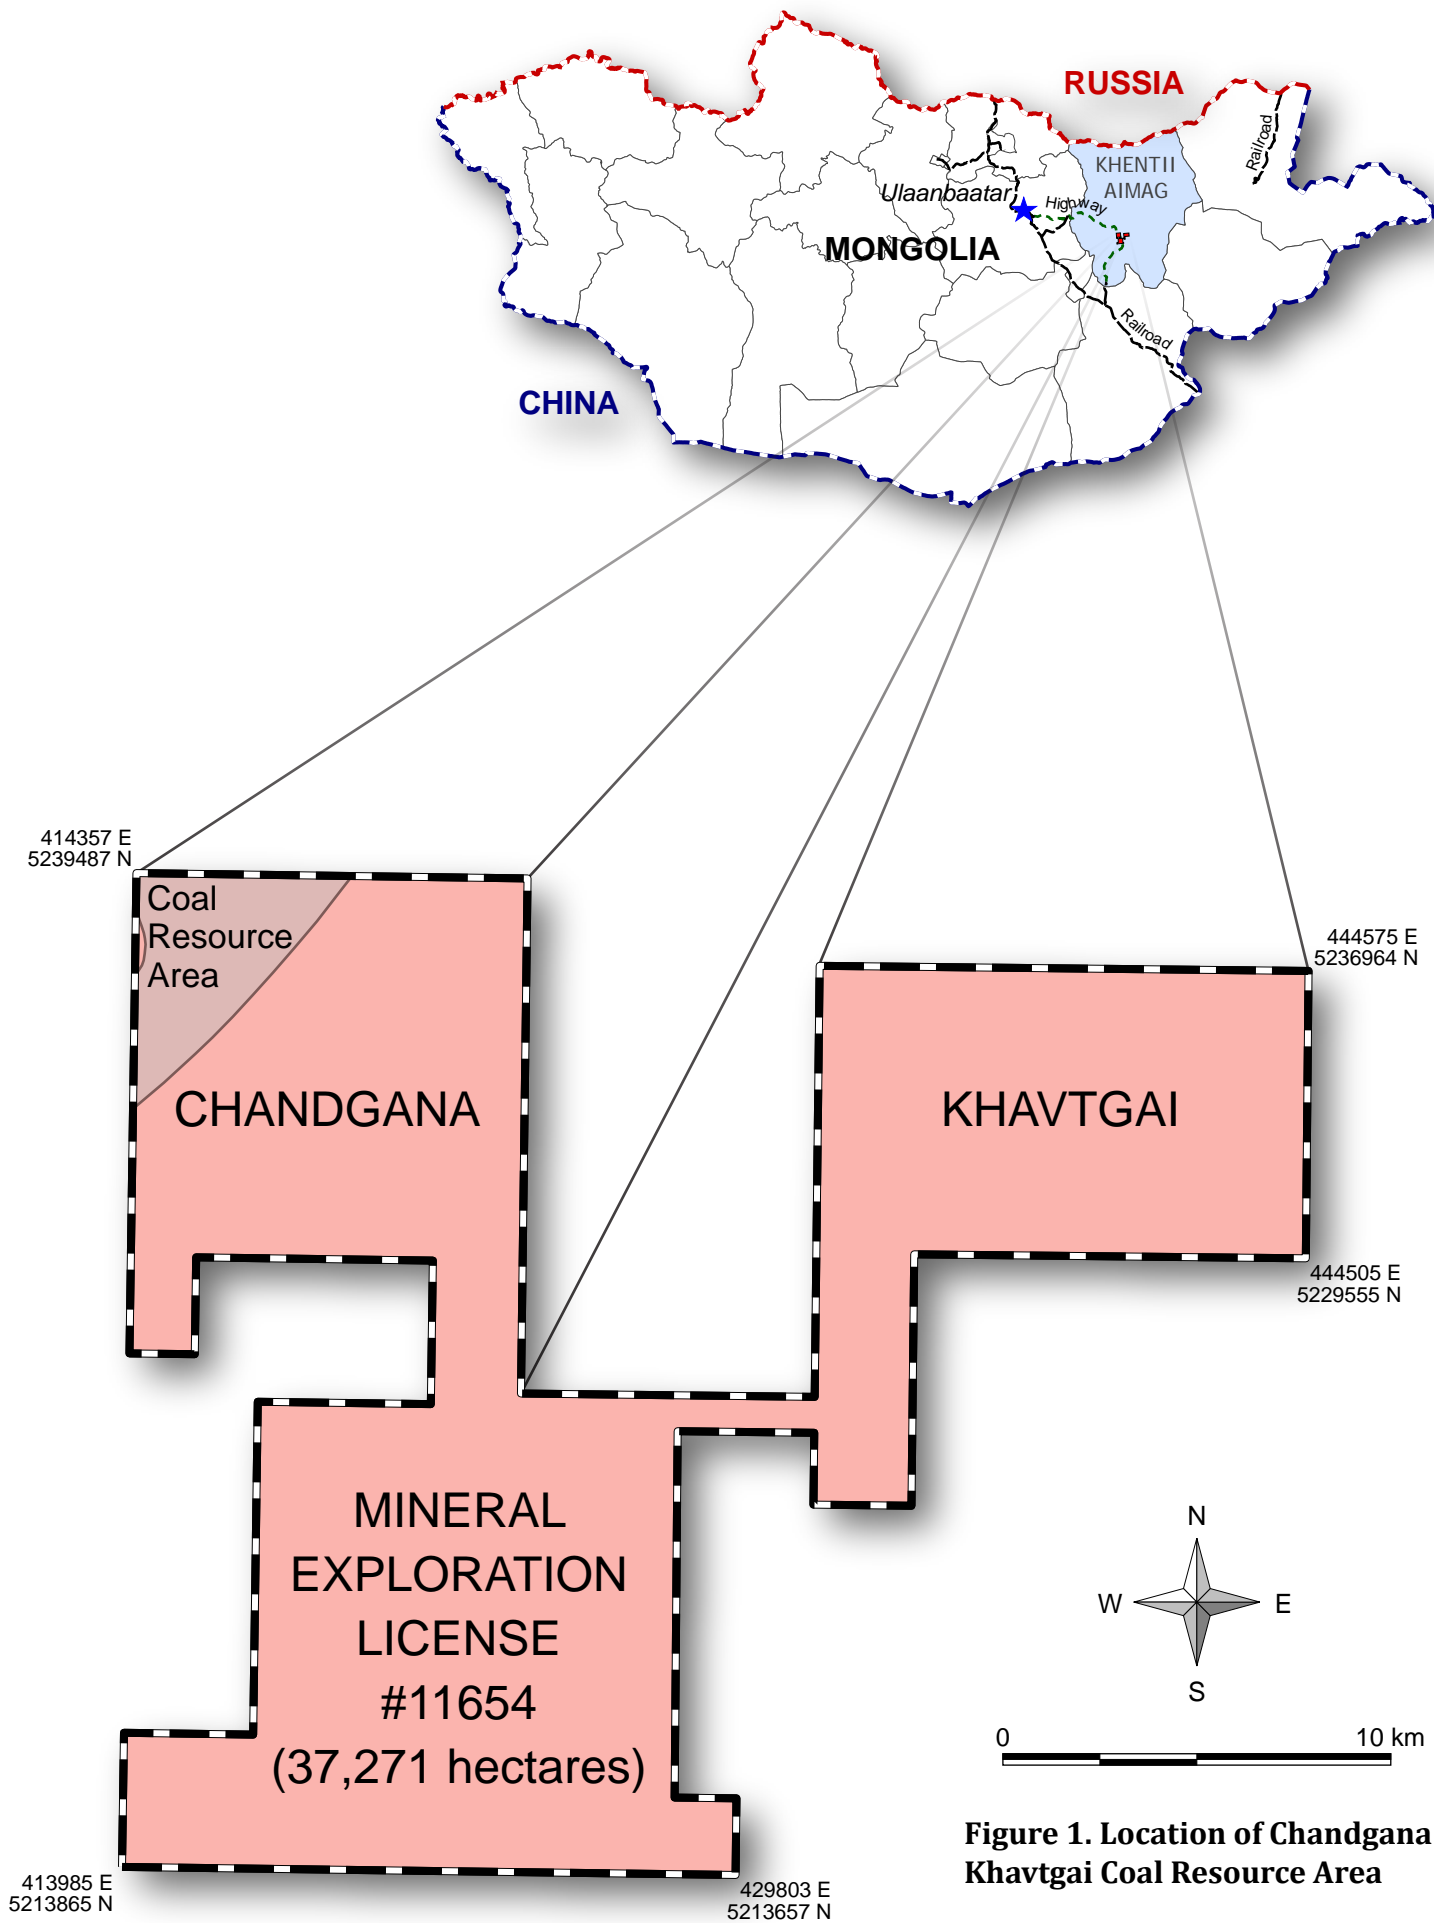 RUSSIA
Railroad
KHENTII
AIMAG
Ulaanbaatar
Highway
MONGOLIA
Railroad
CHINA
414357 E
5239487 N
Coal
Resource
Area
444575 E
5236964 N
CHANDGANA
KHAVTGAI
444505 E
5229555 N
MINERAL
EXPLORATION
LICENSE
#11654
(37,271 hectares)
N
W
E
S
0
10 km
Figure 1. Location of Chandgana
Khavtgai Coal Resource Area
413985 E
5213865 N
429803 E
5213657 N